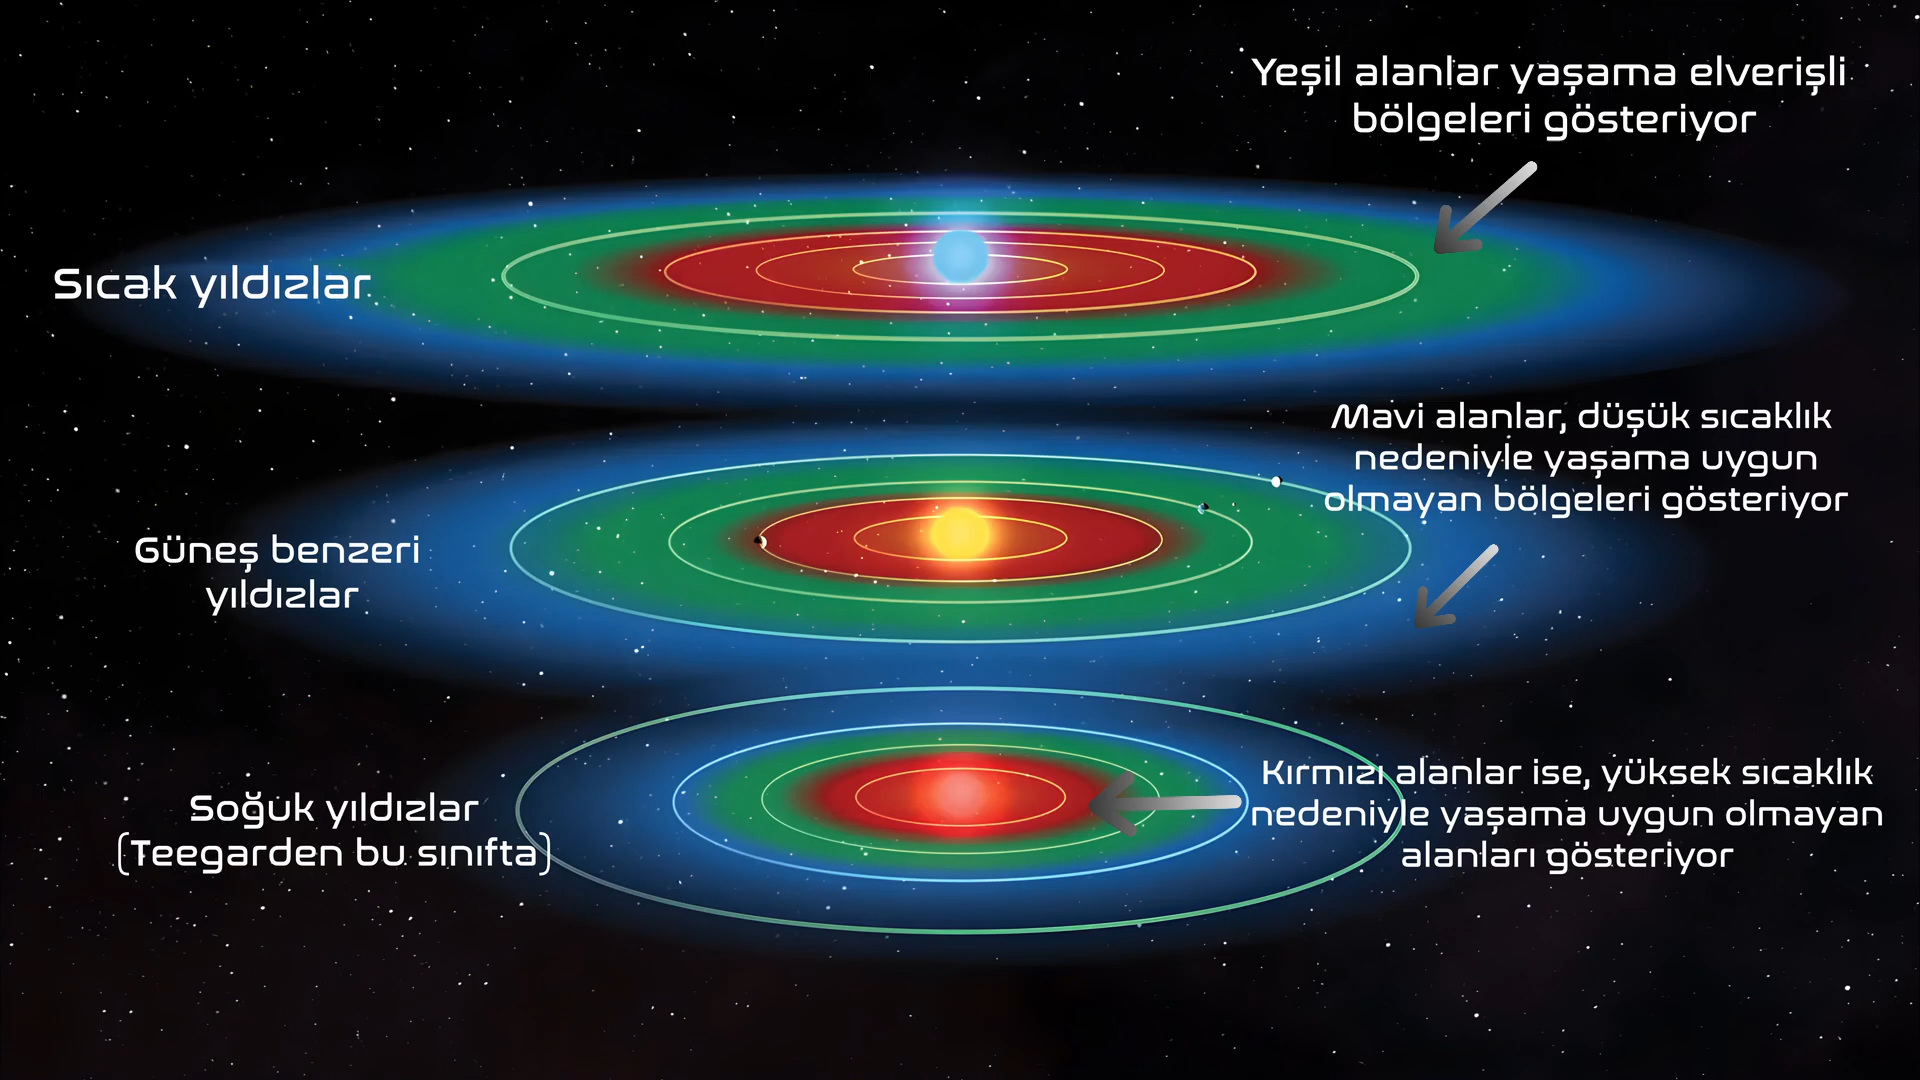 Yeşil alanlar yaşama elverişli
bölgeleri gösteriyor
Sıcak yıldızlar
Mavi alanlar, düşük sıcaklık
nedeniyle yaşama uygun
olmayan bölgeleri gösteriyor
Güneş benzeri
yıldızlar
Kırmızı alanlar ise, yüksek sıcaklık
nedeniyle yaşama uygun olmayan
alanları gösteriyor
Soğuk yıldızlar
(Teegarden bu sınıfta)